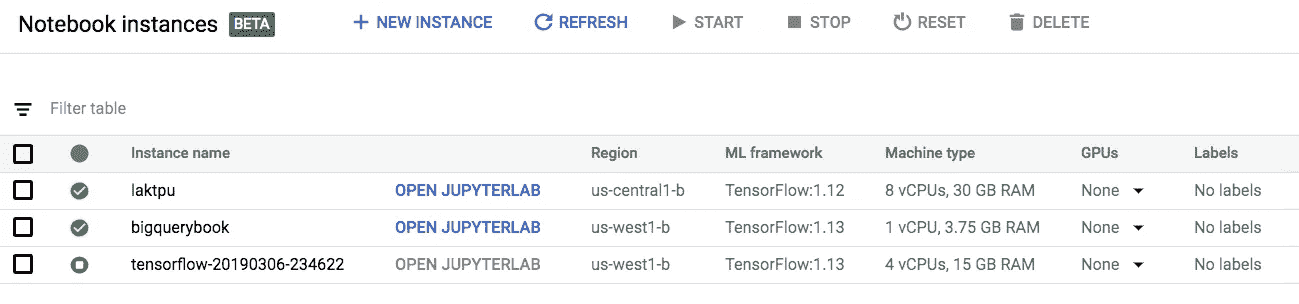 Notebook instances BETA + NEW INSTANCE REFRESH START STOP RESET DELETE
Filter table
Instance name Region ML framework Machine type GPUs Labels
laktpu OPEN JUPYTERLAB us-central1-b TensorFlow:1.12 8 vCPUs, 30 GB RAM None No labels
bigquerybook OPEN JUPYTERLAB us-west1-b TensorFlow:1.13 1 vCPU, 3.75 GB RAM None No labels
tensorflow-20190306-234622 OPEN JUPYTERLAB us-west1-b TensorFlow:1.13 4 vCPUs, 15 GB RAM None No labels